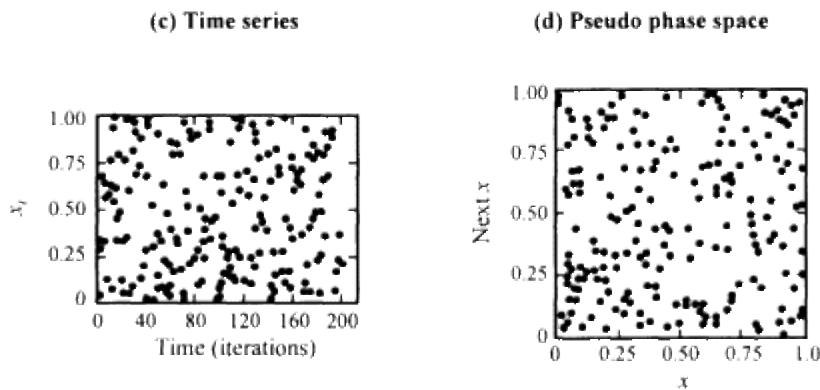 (c) Time series
(d) Pseudo phase space
1.00
0.75
0.50
0.25
0
x_t
0 40 80 120 160 200
Time (iterations)
1.00
0.75
0.50
0.25
0
Next x
0 0.25 0.50 0.75 1.0
x